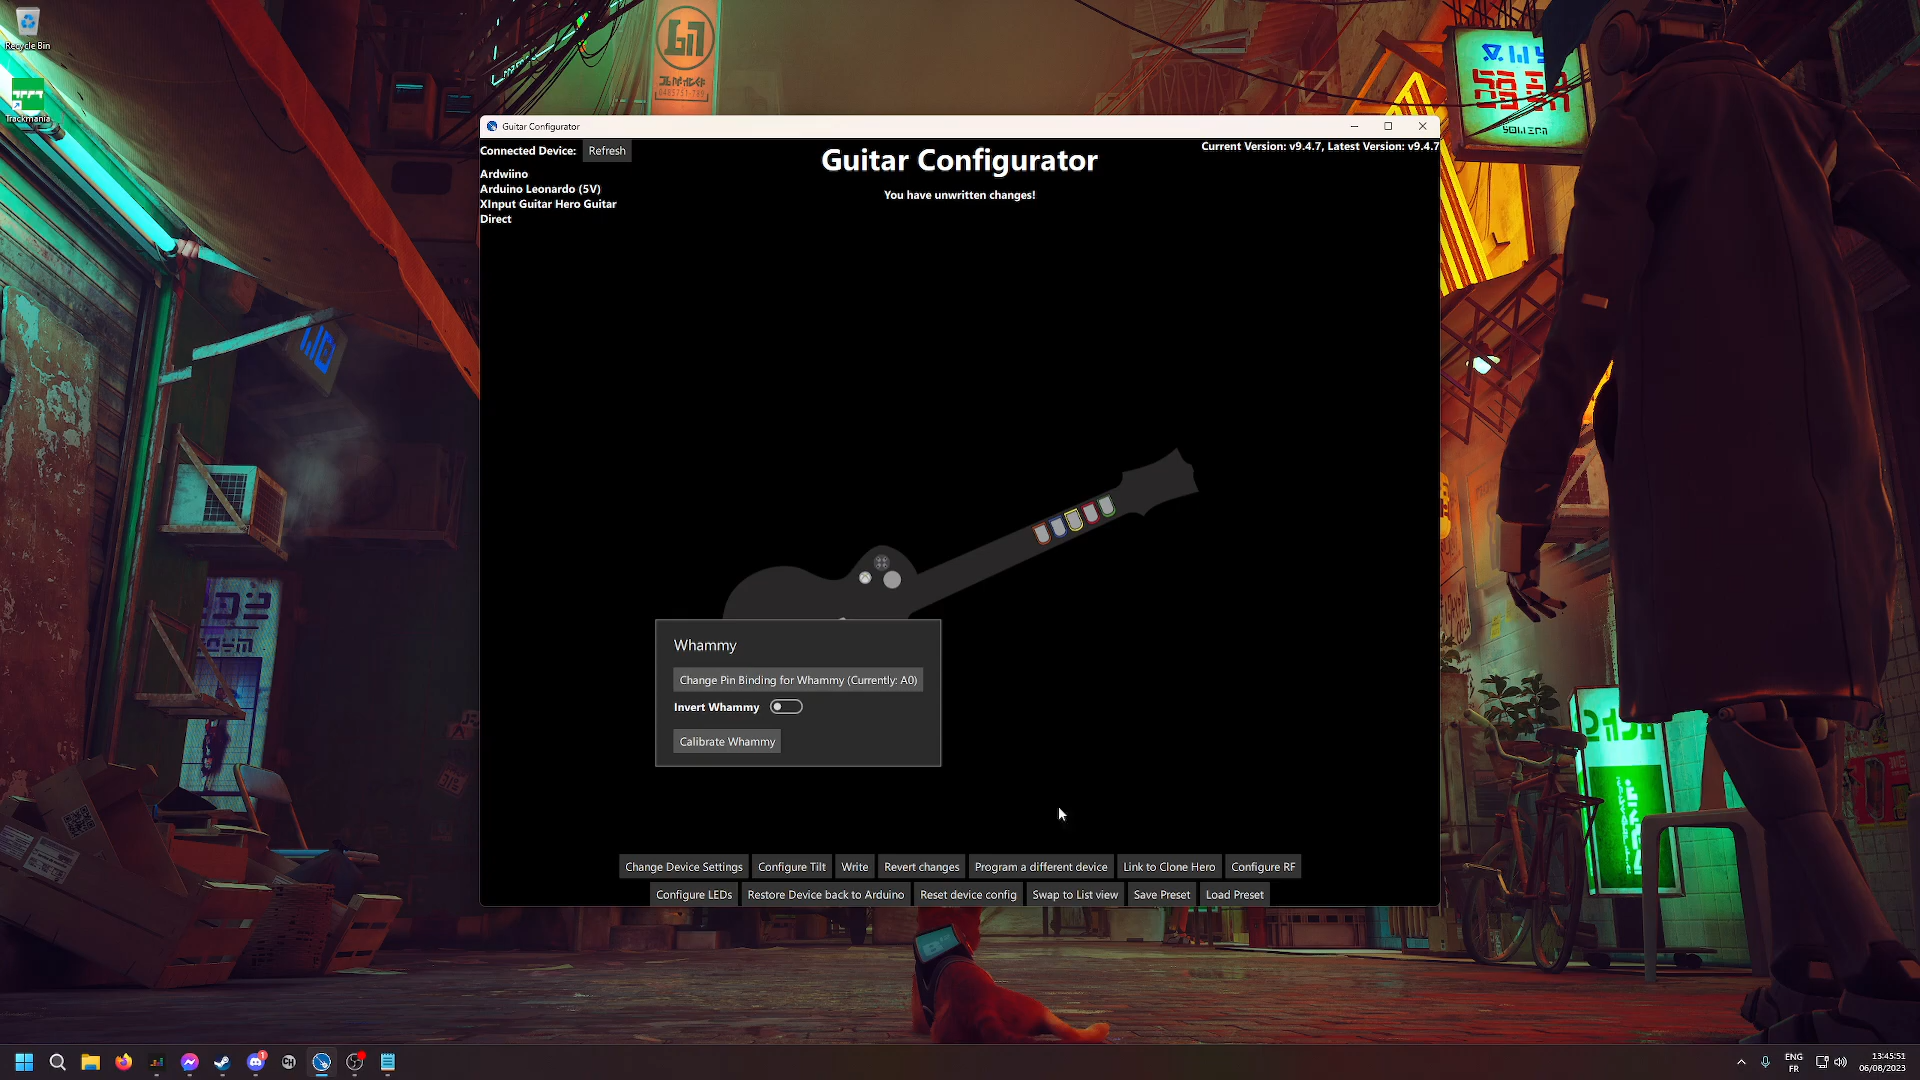 Recycle Bin
Trackmania
Guitar Configurator
Connected Device: Refresh
Ardwiino
Arduino Leonardo (5V)
XInput Guitar Hero Guitar
Direct
Guitar Configurator
You have unwritten changes!
Current Version: v9.4.7, Latest Version: v9.4.7
Whammy
Change Pin Binding for Whammy (Currently: A0)
Invert Whammy
Calibrate Whammy
Change Device Settings Configure Tilt Write Revert changes Program a different device Link to Clone Hero Configure RF
Configure LEDs Restore Device back to Arduino Reset device config Swap to List view Save Preset Load Preset
CH
1
ENG
FR
13:45:51
06/08/2023